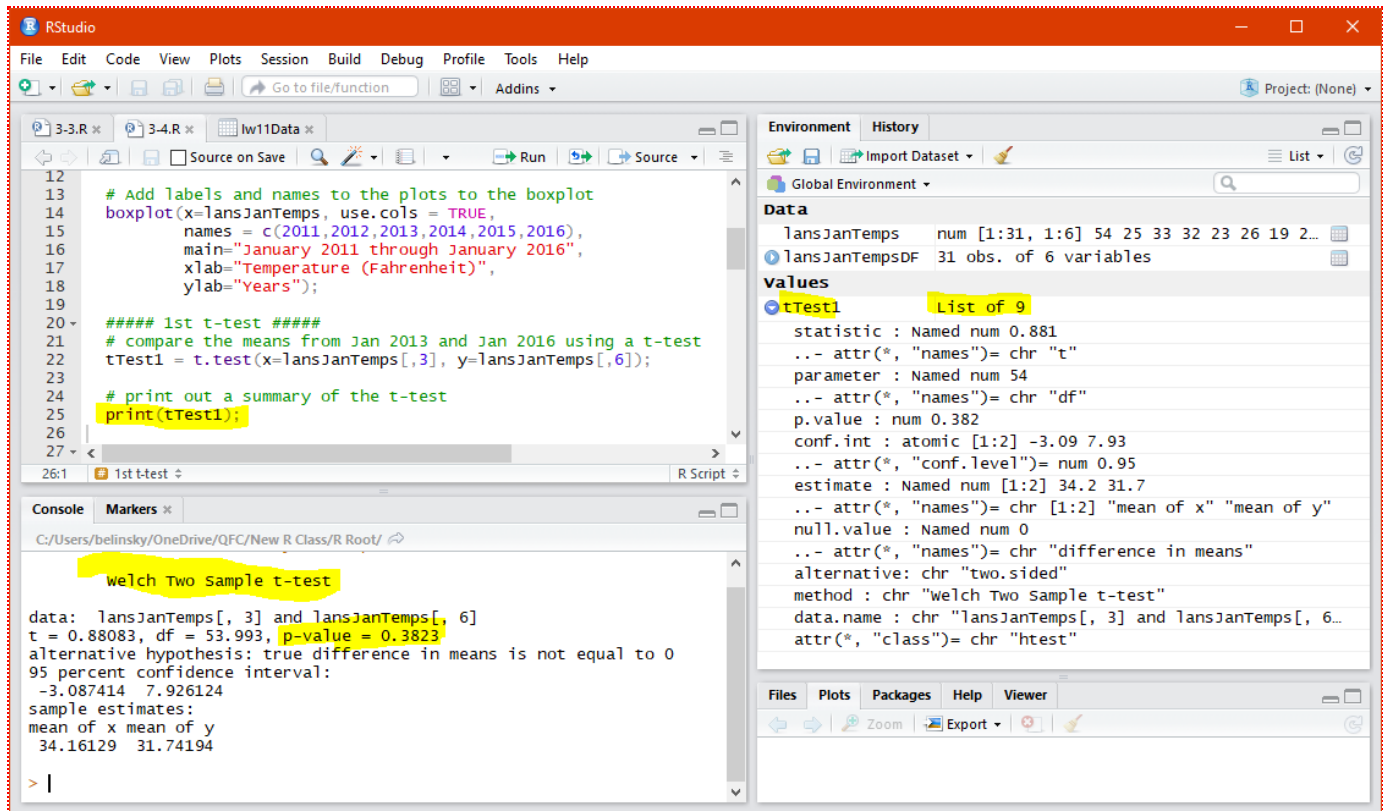 RStudio
File Edit Code View Plots Session Build Debug Profile Tools Help
Go to file/function Addins Project: (None)
3-3.R 3-4.R lw11Data
Source on Save Run Source
12
13 # Add labels and names to the plots to the boxplot
14 boxplot(x=lansJanTemps, use.cols = TRUE,
15 names = c(2011,2012,2013,2014,2015,2016),
16 main="January 2011 through January 2016",
17 xlab="Temperature (Fahrenheit)",
18 ylab="Years");
19
20 ##### 1st t-test #####
21 # compare the means from Jan 2013 and Jan 2016 using a t-test
22 tTest1 = t.test(x=lansJanTemps[,3], y=lansJanTemps[,6]);
23
24 # print out a summary of the t-test
25 print(tTest1);
26
27
26:1 # 1st t-test R Script
Console Markers
C:/Users/belinsky/OneDrive/QFC/New R Class/R Root/
Welch Two Sample t-test
data: lansJanTemps[, 3] and lansJanTemps[, 6]
t = 0.88083, df = 53.993, p-value = 0.3823
alternative hypothesis: true difference in means is not equal to 0
95 percent confidence interval:
-3.087414 7.926124
sample estimates:
mean of x mean of y
34.16129 31.74194
>
Environment History
Import Dataset List
Global Environment
Data
lansJanTemps num [1:31, 1:6] 54 25 33 32 23 26 19 2…
lansJanTempsDF 31 obs. of 6 variables
Values
tTest1 List of 9
statistic : Named num 0.881
..- attr(*, "names")= chr "t"
parameter : Named num 54
..- attr(*, "names")= chr "df"
p.value : num 0.382
conf.int : atomic [1:2] -3.09 7.93
..- attr(*, "conf.level")= num 0.95
estimate : Named num [1:2] 34.2 31.7
..- attr(*, "names")= chr [1:2] "mean of x" "mean of y"
null.value : Named num 0
..- attr(*, "names")= chr "difference in means"
alternative: chr "two.sided"
method : chr "Welch Two Sample t-test"
data.name : chr "lansJanTemps[, 3] and lansJanTemps[, 6…
attr(*, "class")= chr "htest"
Files Plots Packages Help Viewer
Zoom Export